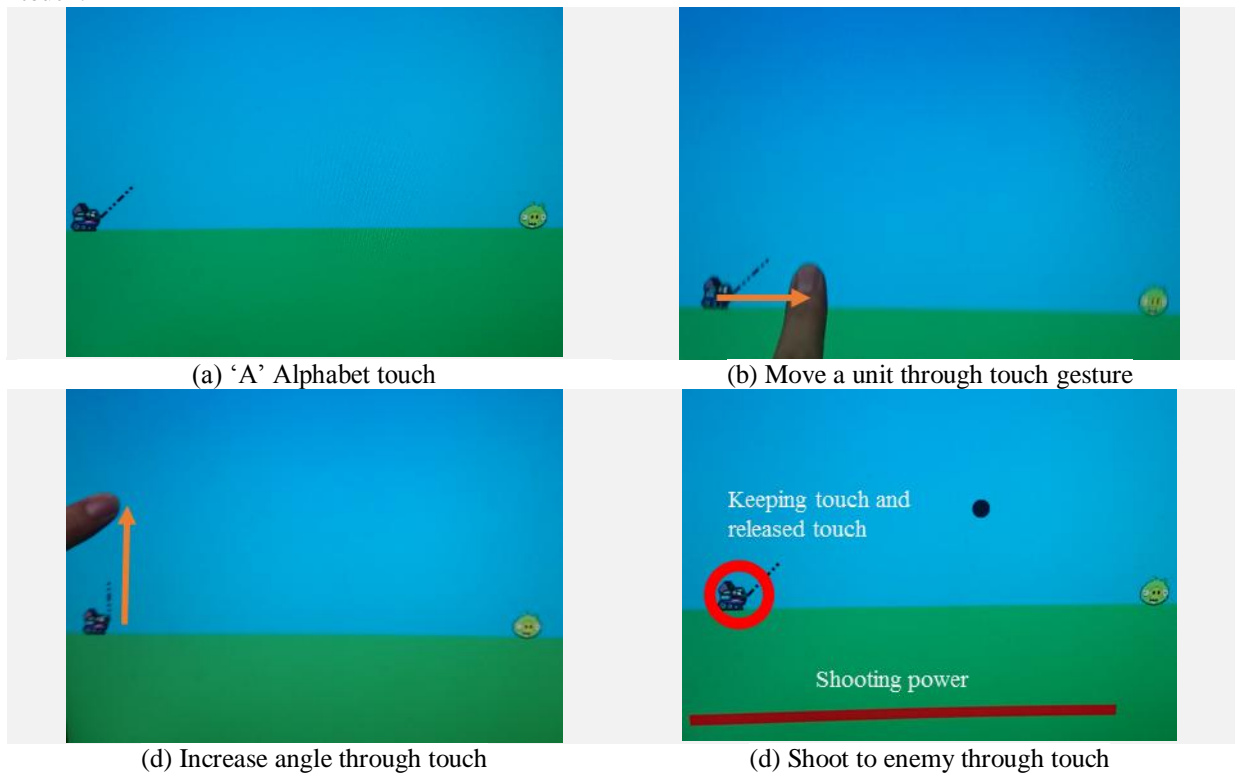 (a) ‘A’ Alphabet touch
(b) Move a unit through touch gesture
(d) Increase angle through touch
Keeping touch and
released touch
Shooting power
(d) Shoot to enemy through touch